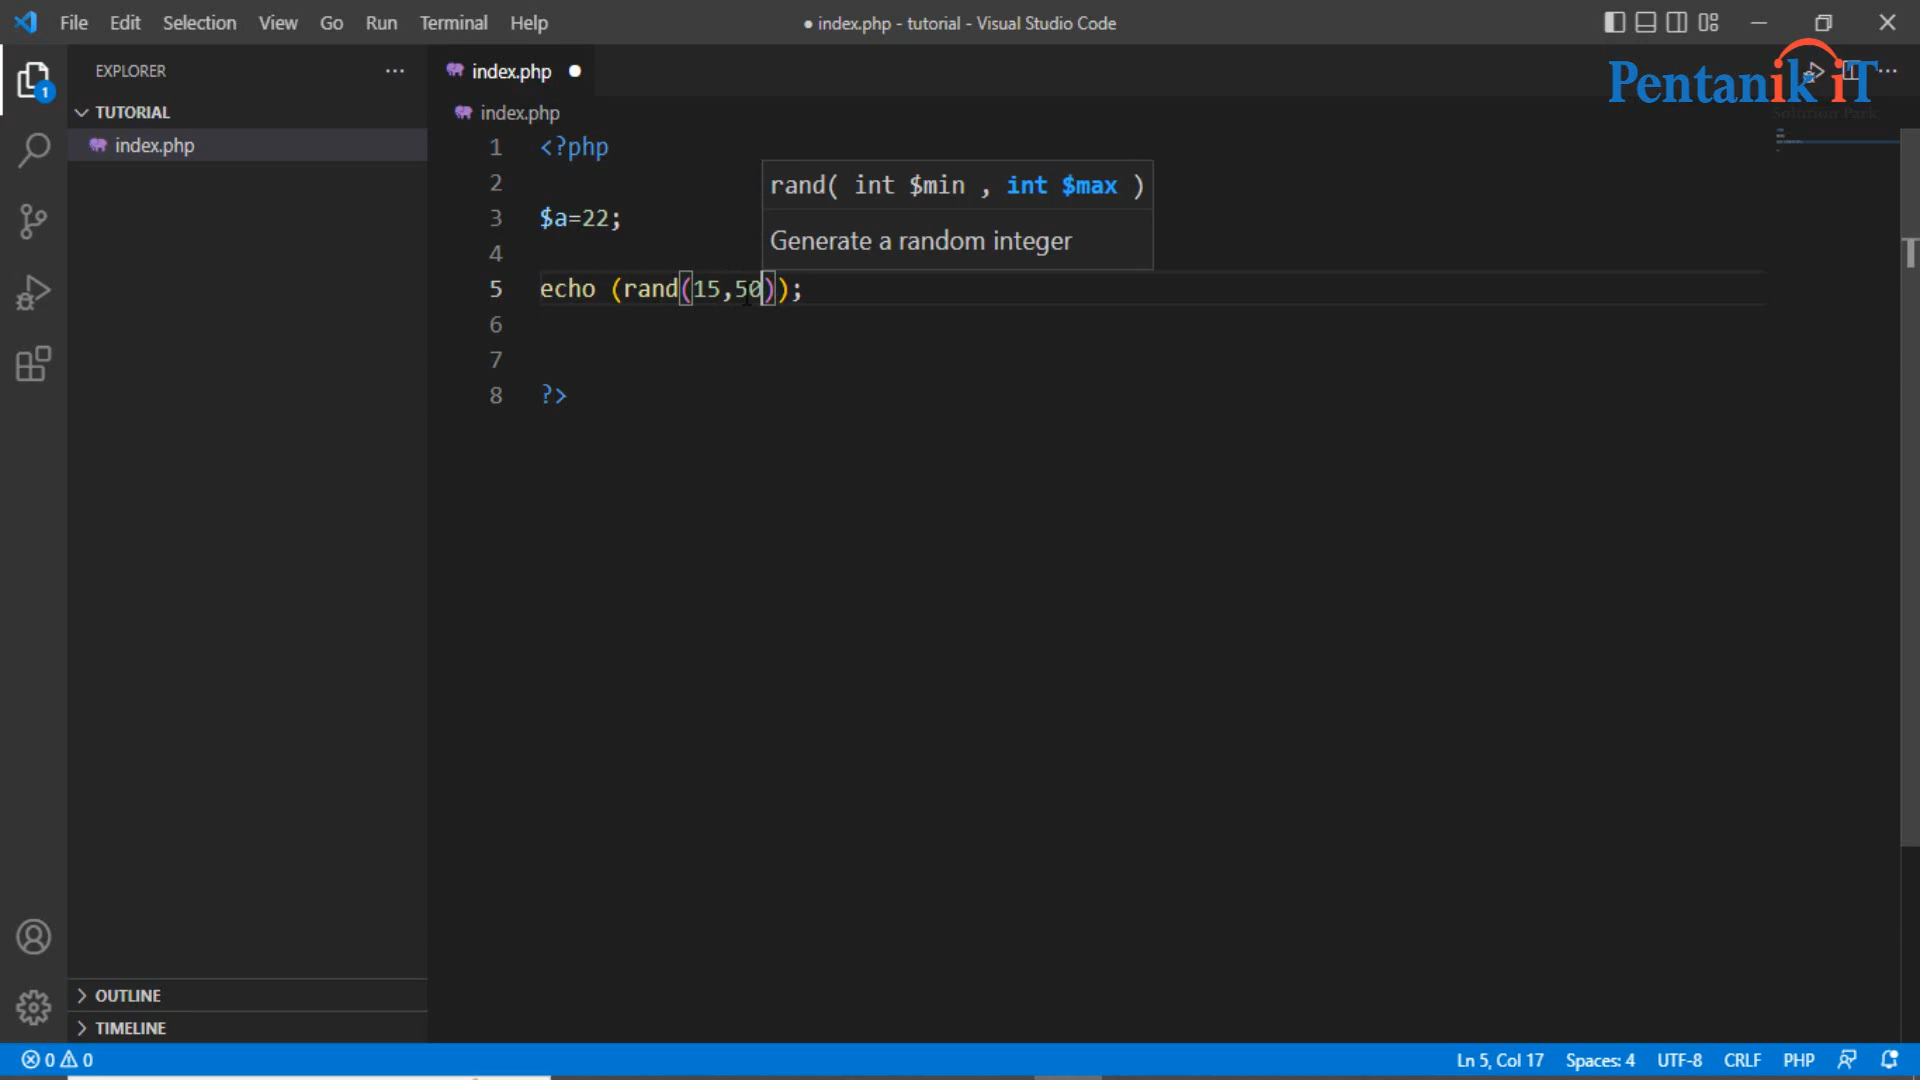 File Edit Selection View Go Run Terminal Help
● index.php - tutorial - Visual Studio Code
EXPLORER
index.php
Pentanik iT
Solution Park
TUTORIAL
index.php
index.php
1 <?php
2
3 $a=22;
4
5 echo (rand(15,50));
6
7
8 ?>
rand( int $min , int $max )
Generate a random integer
1
T
OUTLINE
TIMELINE
0 0
Ln 5, Col 17 Spaces: 4 UTF-8 CRLF PHP